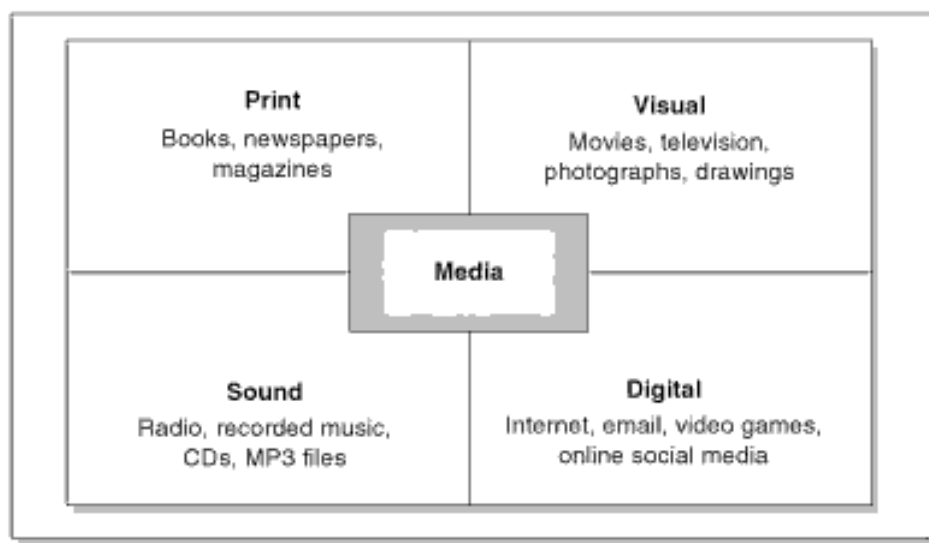 Print
Books, newspapers,
magazines
Visual
Movies, television,
photographs, drawings
Media
Sound
Radio, recorded music,
CDs, MP3 files
Digital
Internet, email, video games,
online social media